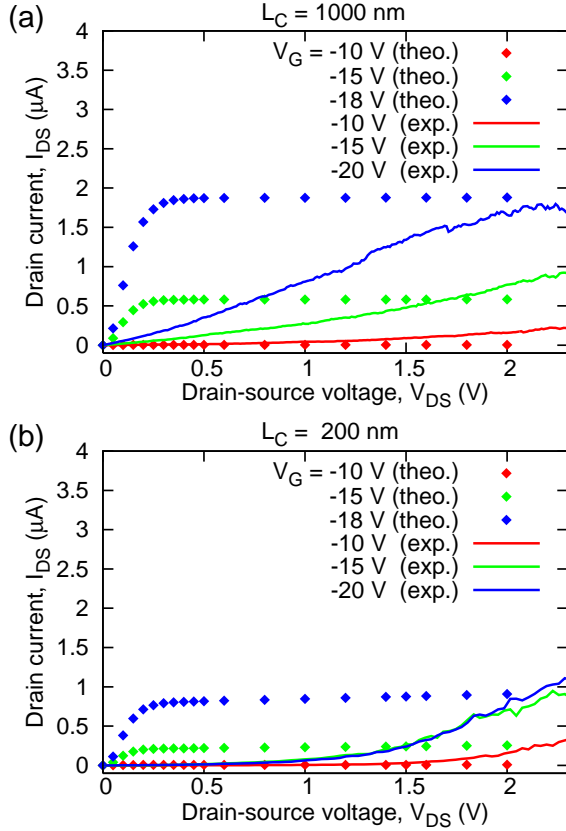 (a)
L_C = 1000 nm
V_G = -10 V (theo.)
-15 V (theo.)
-18 V (theo.)
-10 V (exp.)
-15 V (exp.)
-20 V (exp.)
Drain current, I_DS (μA)
4
3.5
3
2.5
2
1.5
1
0.5
0
0 0.5 1 1.5 2
Drain-source voltage, V_DS (V)
(b)
L_C = 200 nm
V_G = -10 V (theo.)
-15 V (theo.)
-18 V (theo.)
-10 V (exp.)
-15 V (exp.)
-20 V (exp.)
Drain current, I_DS (μA)
4
3.5
3
2.5
2
1.5
1
0.5
0
0 0.5 1 1.5 2
Drain-source voltage, V_DS (V)